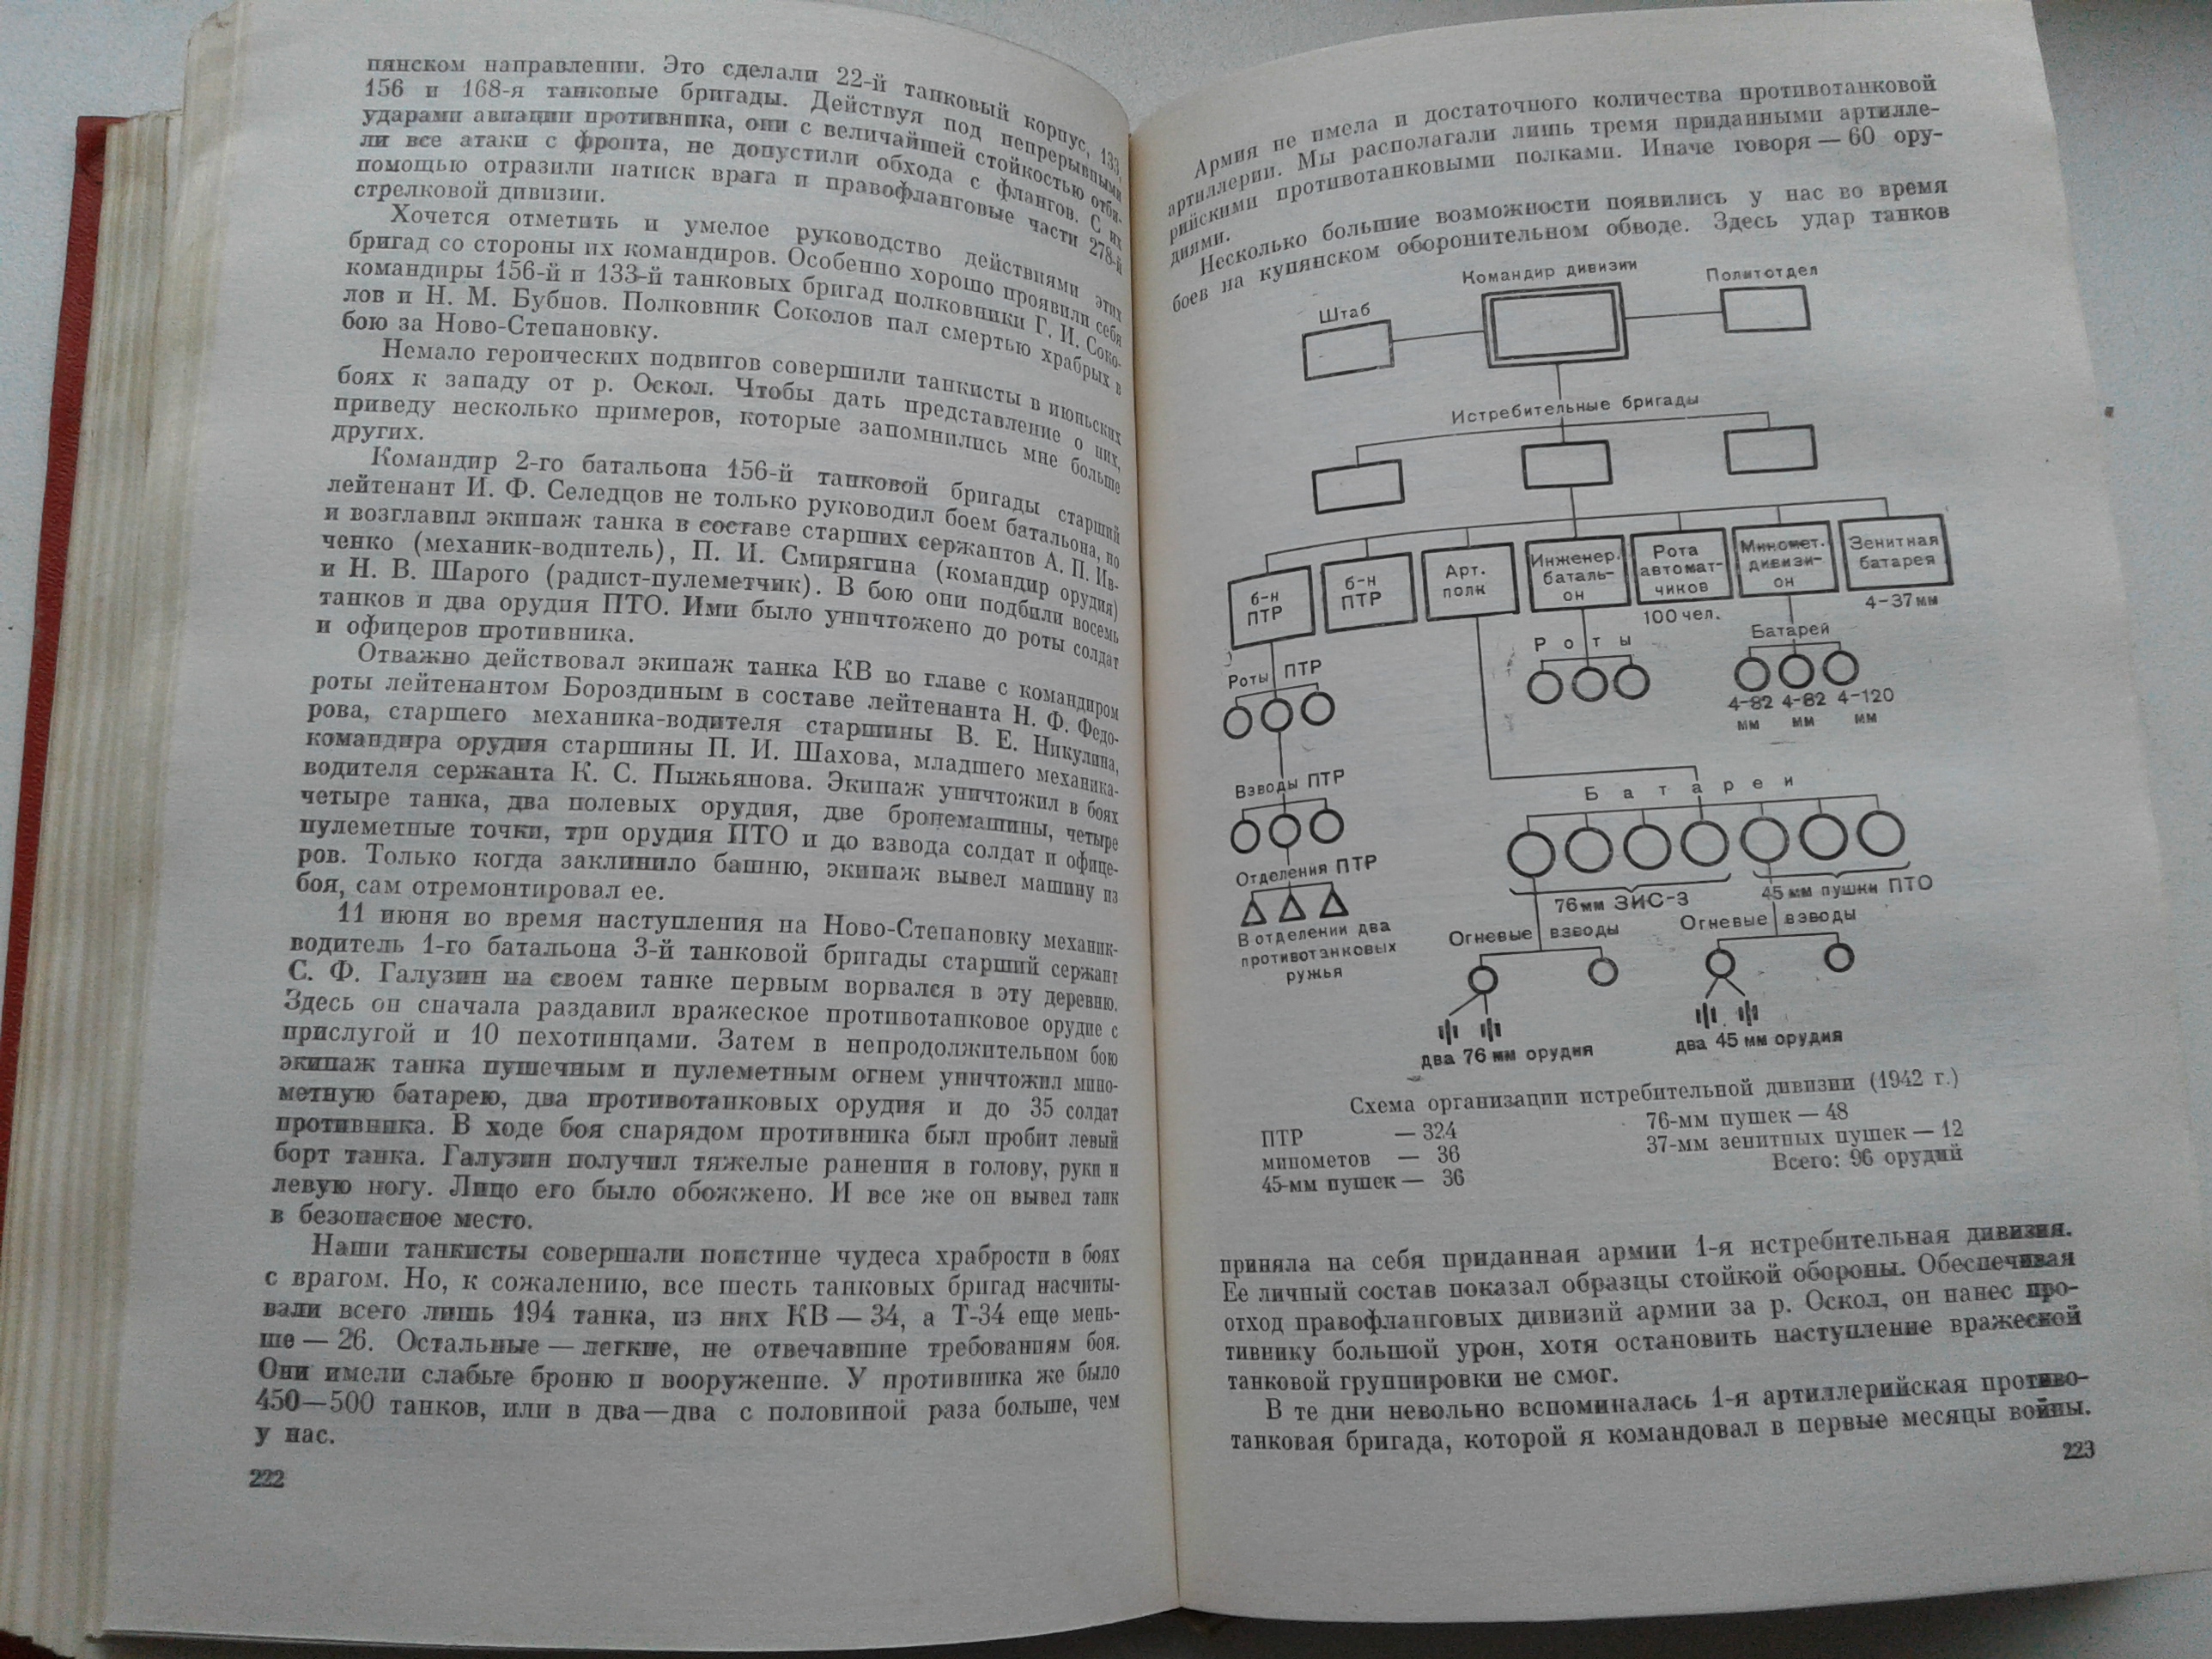 пянском направлении. Это сделали 22-й танковый корпус, 133,
156 и 168-я танковые бригады. Действуя под непрерывными
ударами авиации противника, они с величайшей стойкостью отби-
ли все атаки с фронта, не допустили обхода с флангов. С их
помощью отразили натиск врага и правофланговые части 278-й
стрелковой дивизии.
Хочется отметить и умелое руководство действиями этих
бригад со стороны их командиров. Особенно хорошо проявили себя
командиры 156-й и 133-й танковых бригад полковники Г. И. Соко-
лов и Н. М. Бубнов. Полковник Соколов пал смертью храбрых в
бою за Ново-Степановку.
Немало героических подвигов совершили танкисты в июньских
боях к западу от р. Оскол. Чтобы дать представление о них,
приведу несколько примеров, которые запомнились мне больше
других.
Командир 2-го батальона 156-й танковой бригады старший
лейтенант И. Ф. Селедцов не только руководил боем батальона, но
и возглавил экипаж танка в составе старших сержантов А. П. Ив-
ченко (механик-водитель), П. И. Смирягина (командир орудия)
и Н. В. Шарого (радист-пулеметчик). В бою они подбили восемь
танков и два орудия ПТО. Ими было уничтожено до роты солдат
и офицеров противника.
Отважно действовал экипаж танка КВ во главе с командиром
роты лейтенантом Бороздиным в составе лейтенанта Н. Ф. Федо-
рова, старшего механика-водителя старшины В. Е. Никулина,
командира орудия старшины П. И. Шахова, младшего механика-
водителя сержанта К. С. Пыжьянова. Экипаж уничтожил в боях
четыре танка, два полевых орудия, две бронемашины, четыре
пулеметные точки, три орудия ПТО и до взвода солдат и офице-
ров. Только когда заклинило башню, экипаж вывел машину из
боя, сам отремонтировал ее.
11 июня во время наступления на Ново-Степановку механик-
водитель 1-го батальона 3-й танковой бригады старший сержант
С. Ф. Галузин на своем танке первым ворвался в эту деревню.
Здесь он сначала раздавил вражеское противотанковое орудие с
прислугой и 10 пехотинцами. Затем в непродолжительном бою
экипаж танка пушечным и пулеметным огнем уничтожил мино-
метную батарею, два противотанковых орудия и до 35 солдат
противника. В ходе боя снарядом противника был пробит левый
борт танка. Галузин получил тяжелые ранения в голову, руки и
левую ногу. Лицо его было обожжено. И все же он вывел танк
в безопасное место.
Наши танкисты совершали поистине чудеса храбрости в боях
с врагом. Но, к сожалению, все шесть танковых бригад насчиты-
вали всего лишь 194 танка, из них КВ — 34, а Т-34 еще мень-
ше — 26. Остальные — легкие, не отвечавшие требованиям боя.
Они имели слабые броню и вооружение. У противника же было
450—500 танков, или в два—два с половиной раза больше, чем
у нас.
222
Армия не имела и достаточного количества противотанковой
артиллерии. Мы располагали лишь тремя приданными артилле-
рийскими противотанковыми полками. Иначе говоря — 60 ору-
диями.
Несколько большие возможности появились у нас во время
боев на купянском оборонительном обводе. Здесь удар танков
Командир дивизии
Политотдел
Штаб
Истребительные бригады
б-н
ПТР
б-н
ПТР
Арт.
полк
Инженер.
баталь-
он
Рота
автомат-
чиков
Миномет.
дивизи-
он
Зенитная
батарея
100 чел.
4-37мм
Роты
Батарей
4-82
мм
4-82
мм
4-120
мм
Роты ПТР
Взводы ПТР
Батареи
Отделения ПТР
В отделении два
противотанковых
ружья
76мм ЗИС-3
45мм пушки ПТО
Огневые взводы
Огневые взводы
два 76 мм орудия
два 45 мм орудия
Схема организации истребительной дивизии (1942 г.)
ПТР — 324
минометов — 36
45-мм пушек — 36
76-мм пушек — 48
37-мм зенитных пушек — 12
Всего: 96 орудий
приняла на себя приданная армии 1-я истребительная дивизия.
Ее личный состав показал образцы стойкой обороны. Обеспечивая
отход правофланговых дивизий армии за р. Оскол, он нанес про-
тивнику большой урон, хотя остановить наступление вражеской
танковой группировки не смог.
В те дни невольно вспоминалась 1-я артиллерийская противо-
танковая бригада, которой я командовал в первые месяцы войны.
223